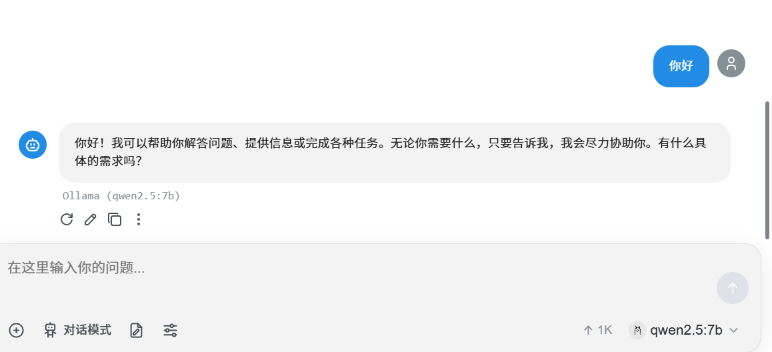 你好
你好！我可以帮助你解答问题、提供信息或完成各种任务。无论你需要什么，只要告诉我，我会尽力协助你。有什么具
体的需求吗？
Ollama (qwen2.5:7b)
在这里输入你的问题...
对话模式
1K
qwen2.5:7b